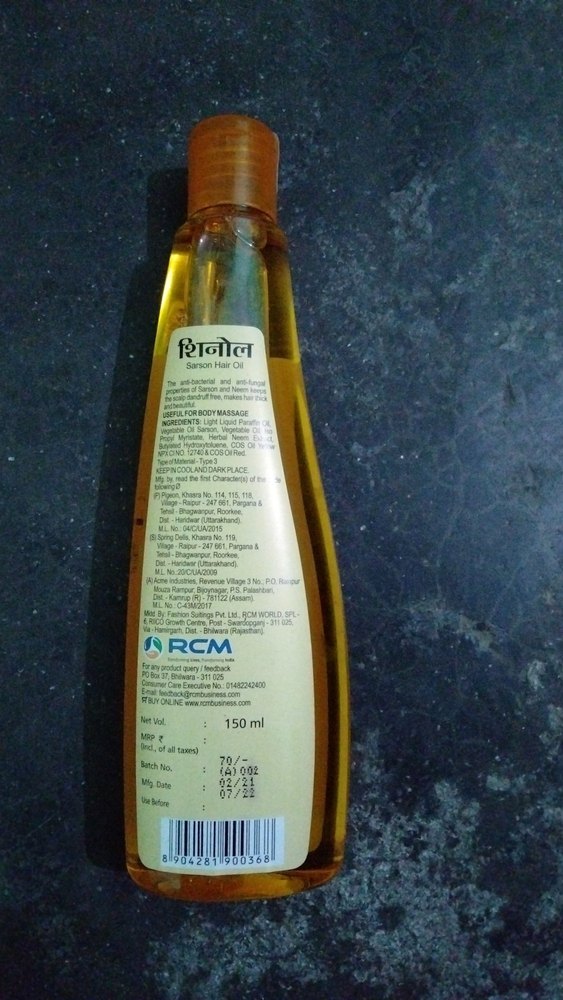 शिनोल
Sarson Hair Oil
The anti-bacterial and anti-fungal
properties of Sarson and Neem keeps
the scalp dandruff free, makes hair thick
and beautiful.
USEFUL FOR BODY MASSAGE
INGREDIENTS: Light Liquid Paraffin Oil,
Vegetable Oil Sarson, Vegetable Oil, Iso
Propyl Myristate, Herbal Neem Extract,
Butylated Hydroxytoluene, COS Oil Yellow
NPX CI NO. 12740 & COS Oil Red.
Type of Material - Type 3
KEEP IN COOL AND DARK PLACE.
Mfg. by, read the first Character(s) of the
following Ø
(P) Pigeon, Khasra No. 114, 115, 118,
Village - Raipur - 247 661, Pargana &
Tehsil - Bhagwanpur, Roorkee,
Dist. - Haridwar (Uttarakhand).
M.L. No.: 04/C/UA/2015
(S) Spring Dells, Khasra No. 119,
Village - Raipur - 247 661, Pargana &
Tehsil - Bhagwanpur, Roorkee,
Dist. - Haridwar (Uttarakhand).
M.L. No.:20/C/UA/2009
(A) Acme Industries, Revenue Village 3 No., P.O. Rampur
Mouza Rampur, Bijoynagar, P.S. Palashbari,
Dist. - Kamrup (R) - 781122 (Assam).
M.L. No.: C-43M/2017
Mktd. By: Fashion Suitings Pvt. Ltd., RCM WORLD, SPL-
6, RIICO Growth Centre, Post - Swaroopganj - 311 025,
Via - Hamirgarh, Dist. - Bhilwara (Rajasthan).
RCM
transforming lives, transforming India
For any product query / feedback
PO Box 37, Bhilwara - 311 025
Consumer Care Executive No.: 01482242400
E-mail: feedback@rcmbusiness.com
BUY ONLINE www.rcmbusiness.com
Net Vol. : 150 ml
MRP ₹ :
(Incl., of all taxes) 70/-
Batch No. : (A) 002
Mfg. Date : 02/21
Use Before : 07/22
8 904281 900368